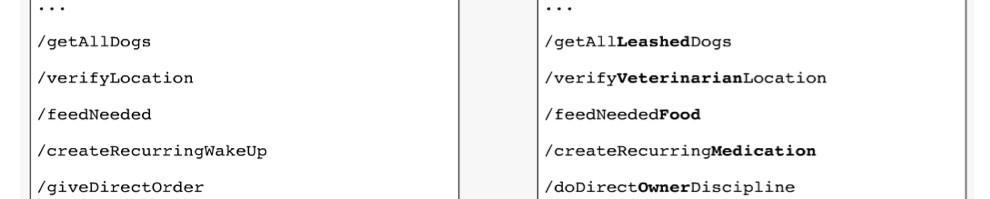 ...
/getAllDogs
/verifyLocation
/feedNeeded
/createRecurringWakeUp
/giveDirectOrder
...
/getAllLeashedDogs
/verifyVeterinarianLocation
/feedNeededFood
/createRecurringMedication
/doDirectOwnerDiscipline